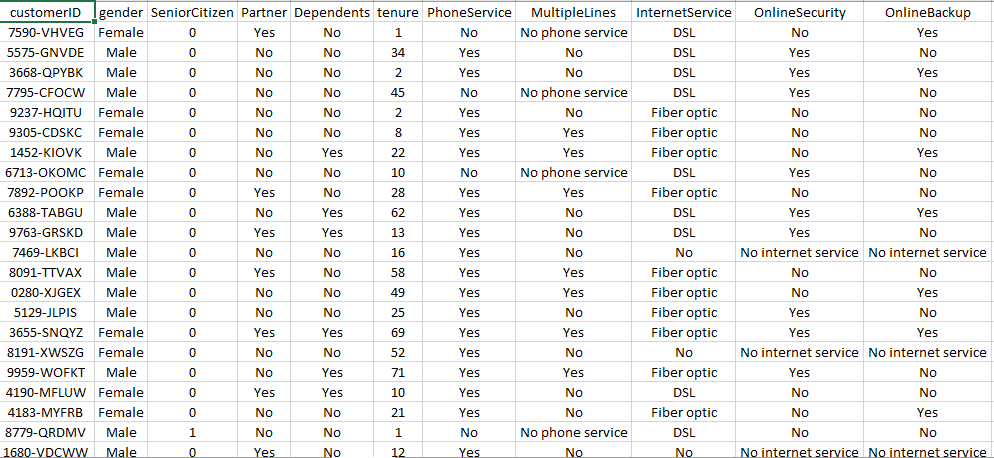 customerID gender SeniorCitizen Partner Dependents tenure PhoneService MultipleLines InternetService OnlineSecurity OnlineBackup
7590-VHVEG Female 0 Yes No 1 No No phone service DSL No Yes
5575-GNVDE Male 0 No No 34 Yes No DSL Yes No
3668-QPYBK Male 0 No No 2 Yes No DSL Yes Yes
7795-CFOCW Male 0 No No 45 No No phone service DSL Yes No
9237-HQITU Female 0 No No 2 Yes No Fiber optic No No
9305-CDSKC Female 0 No No 8 Yes Yes Fiber optic No No
1452-KIOVK Male 0 No Yes 22 Yes Yes Fiber optic No Yes
6713-OKOMC Female 0 No No 10 No No phone service DSL Yes No
7892-POOKP Female 0 Yes No 28 Yes Yes Fiber optic No No
6388-TABGU Male 0 No Yes 62 Yes No DSL Yes Yes
9763-GRSKD Male 0 Yes Yes 13 Yes No DSL Yes No
7469-LKBCI Male 0 No No 16 Yes No No No internet service No internet service
8091-TTVAX Male 0 Yes No 58 Yes Yes Fiber optic No No
0280-XJGEX Male 0 No No 49 Yes Yes Fiber optic No Yes
5129-JLPIS Male 0 No No 25 Yes No Fiber optic Yes No
3655-SNQYZ Female 0 Yes Yes 69 Yes Yes Fiber optic Yes Yes
8191-XWSZG Female 0 No No 52 Yes No No No internet service No internet service
9959-WOFKT Male 0 No Yes 71 Yes Yes Fiber optic Yes No
4190-MFLUW Female 0 Yes Yes 10 Yes No DSL No No
4183-MYFRB Female 0 No No 21 Yes No Fiber optic No Yes
8779-QRDMV Male 1 No No 1 No No phone service DSL No No
1680-VDCWW Male 0 Yes No 12 Yes No No No internet service No internet service